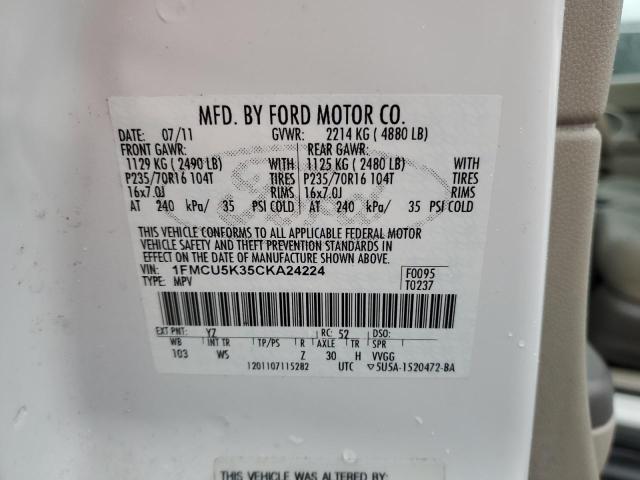 MFD. BY FORD MOTOR CO.
DATE: 07/11 GVWR: 2214 KG ( 4880 LB)
FRONT GAWR: REAR GAWR:
1129 KG ( 2490 LB) WITH 1125 KG ( 2480 LB) WITH
P235/70R16 104T TIRES P235/70R16 104T TIRES
16x7.0J RIMS 16x7.0J RIMS
AT 240 kPa/ 35 PSI COLD AT 240 kPa/ 35 PSI COLD
THIS VEHICLE CONFORMS TO ALL APPLICABLE FEDERAL MOTOR
VEHICLE SAFETY AND THEFT PREVENTION STANDARDS IN
EFFECT ON THE DATE OF MANUFACTURE SHOWN ABOVE.
VIN: 1FMCU5K35CKA24224 F0095
TYPE: MPV T0237
EXT PNT: YZ RC: 52 DSO:
WB INT TR TP/PS R AXLE TR SPR
103 WS Z 30 H VVGG
1201107115282 UTC ▽5U5A-1520472-BA
THIS VEHICLE WAS ALTERED BY: